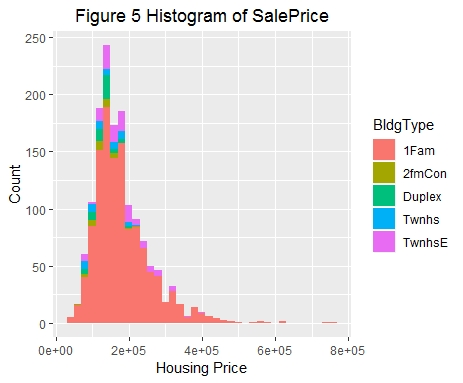 Figure 5 Histogram of SalePrice
250
200
150
100
50
0
Count
0e+00 2e+05 4e+05 6e+05 8e+05
Housing Price
BldgType
1Fam
2fmCon
Duplex
Twnhs
TwnhsE